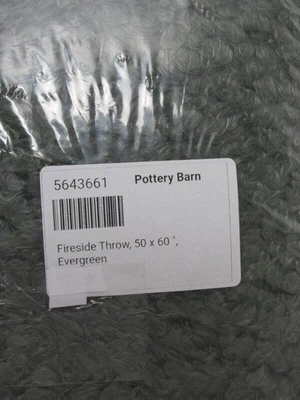 5643661 Pottery Barn
Fireside Throw, 50 x 60 ",
Evergreen